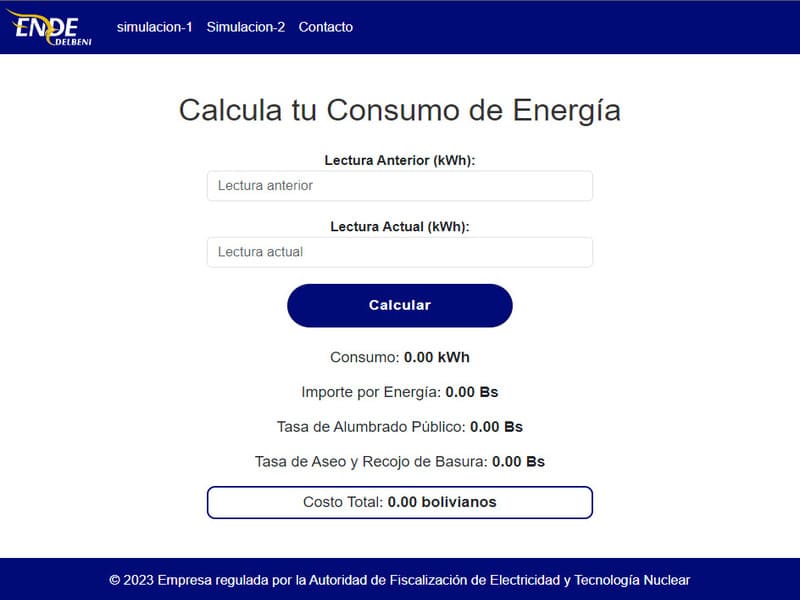 ENDE
DELBENI
simulacion-1 Simulacion-2 Contacto
Calcula tu Consumo de Energía
Lectura Anterior (kWh):
Lectura anterior
Lectura Actual (kWh):
Lectura actual
Calcular
Consumo: 0.00 kWh
Importe por Energía: 0.00 Bs
Tasa de Alumbrado Público: 0.00 Bs
Tasa de Aseo y Recojo de Basura: 0.00 Bs
Costo Total: 0.00 bolivianos
© 2023 Empresa regulada por la Autoridad de Fiscalización de Electricidad y Tecnología Nuclear